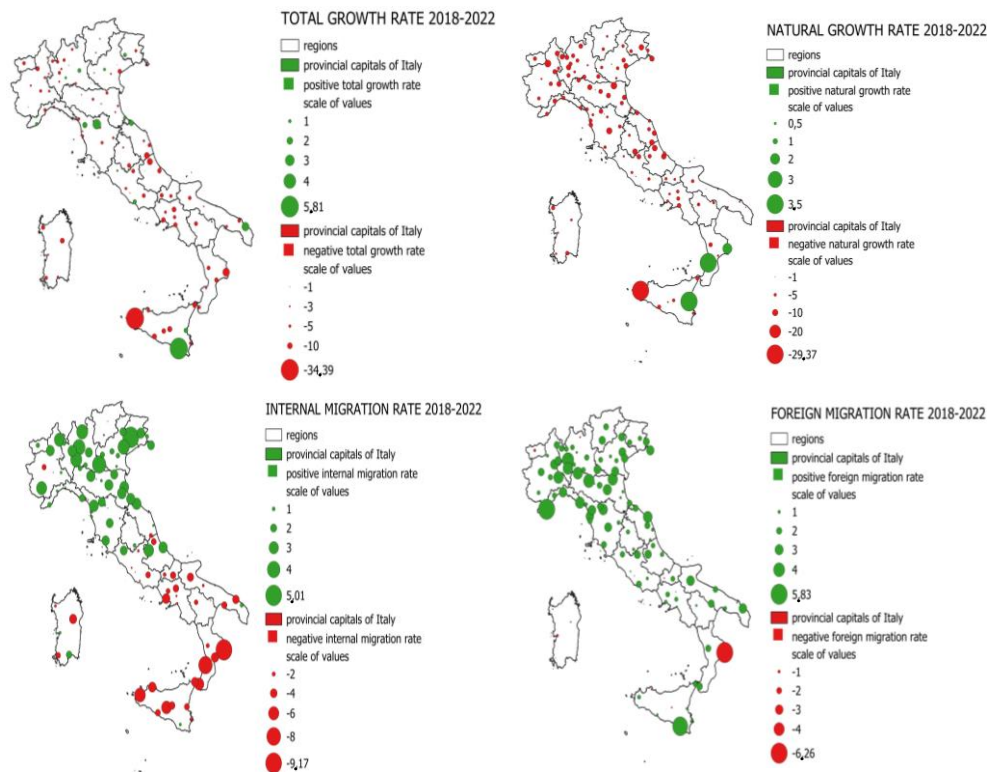 TOTAL GROWTH RATE 2018-2022
regions
provincial capitals of Italy
positive total growth rate
scale of values
1
2
3
4
5,81
provincial capitals of Italy
negative total growth rate
scale of values
-1
-3
-5
-10
-34,39
NATURAL GROWTH RATE 2018-2022
regions
provincial capitals of Italy
positive natural growth rate
scale of values
0,5
1
2
3
3,5
provincial capitals of Italy
negative natural growth rate
scale of values
-1
-5
-10
-20
-29,37
INTERNAL MIGRATION RATE 2018-2022
regions
provincial capitals of Italy
positive internal migration rate
scale of values
1
2
3
4
5,01
provincial capitals of Italy
negative internal migration rate
scale of values
-2
-4
-6
-8
-9,17
FOREIGN MIGRATION RATE 2018-2022
regions
provincial capitals of Italy
positive foreign migration rate
scale of values
1
2
3
4
5,83
provincial capitals of Italy
negative foreign migration rate
scale of values
-1
-2
-3
-4
-6,26